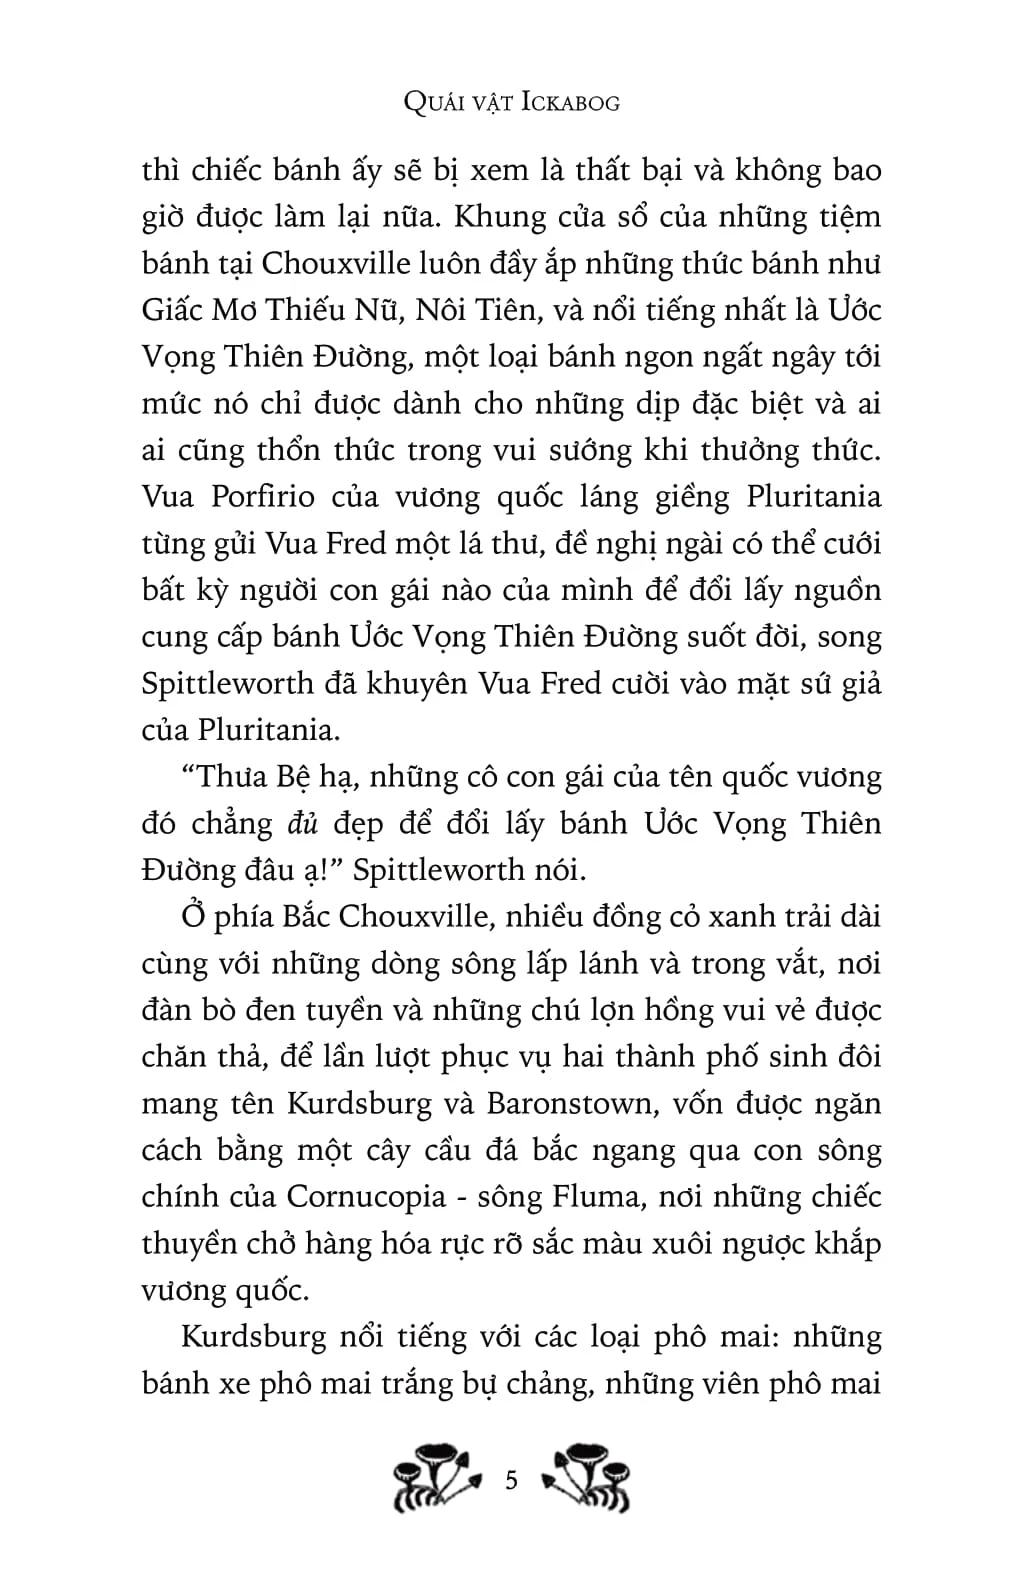 Quái vật Ickabog
thì chiếc bánh ấy sẽ bị xem là thất bại và không bao
giờ được làm lại nữa. Khung cửa sổ của những tiệm
bánh tại Chouxville luôn đầy ắp những thức bánh như
Giấc Mơ Thiếu Nữ, Nôi Tiên, và nổi tiếng nhất là Ước
Vọng Thiên Đường, một loại bánh ngon ngất ngây tới
mức nó chỉ được dành cho những dịp đặc biệt và ai
ai cũng thổn thức trong vui sướng khi thưởng thức.
Vua Porfirio của vương quốc láng giềng Pluritania
từng gửi Vua Fred một lá thư, đề nghị ngài có thể cưới
bất kỳ người con gái nào của mình để đổi lấy nguồn
cung cấp bánh Ước Vọng Thiên Đường suốt đời, song
Spittleworth đã khuyên Vua Fred cười vào mặt sứ giả
của Pluritania.
“Thưa Bệ hạ, những cô con gái của tên quốc vương
đó chẳng đủ đẹp để đổi lấy bánh Ước Vọng Thiên
Đường đâu ạ!” Spittleworth nói.
Ở phía Bắc Chouxville, nhiều đồng cỏ xanh trải dài
cùng với những dòng sông lấp lánh và trong vắt, nơi
đàn bò đen tuyền và những chú lợn hồng vui vẻ được
chăn thả, để lần lượt phục vụ hai thành phố sinh đôi
mang tên Kurdsburg và Baronstown, vốn được ngăn
cách bằng một cây cầu đá bắc ngang qua con sông
chính của Cornucopia - sông Fluma, nơi những chiếc
thuyền chở hàng hóa rực rỡ sắc màu xuôi ngược khắp
vương quốc.
Kurdsburg nổi tiếng với các loại phô mai: những
bánh xe phô mai trắng bự chảng, những viên phô mai
5